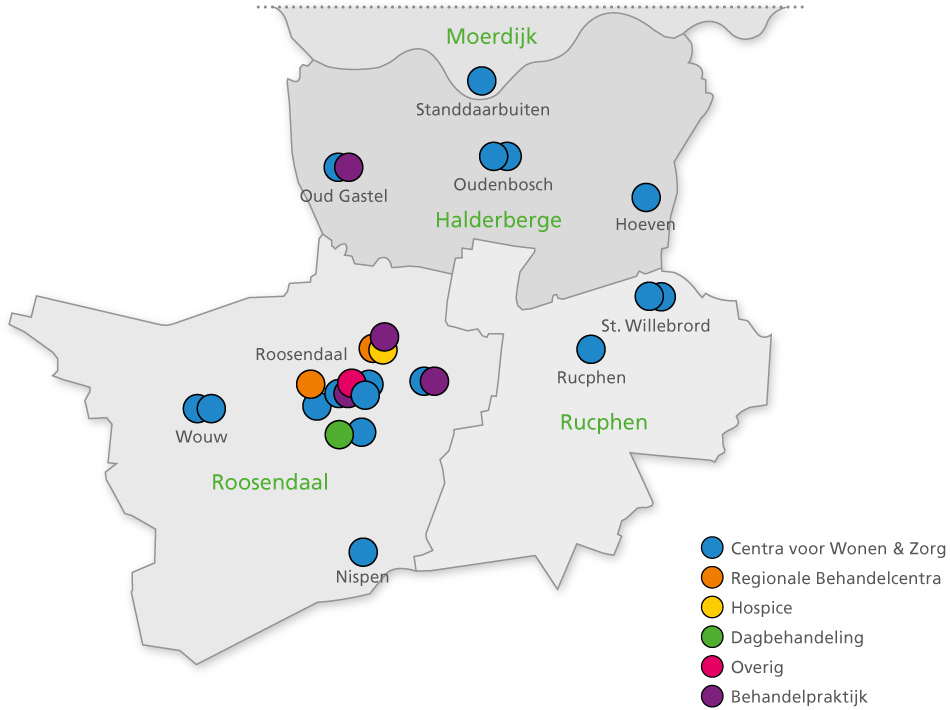 Moerdijk
Standdaarbuiten
Oudenbosch
Oud Gastel
Halderberge
Hoeven
St. Willebrord
Roosendaal
Rucphen
Rucphen
Wouw
Roosendaal
Nispen
Centra voor Wonen & Zorg
Regionale Behandelcentra
Hospice
Dagbehandeling
Overig
Behandelpraktijk